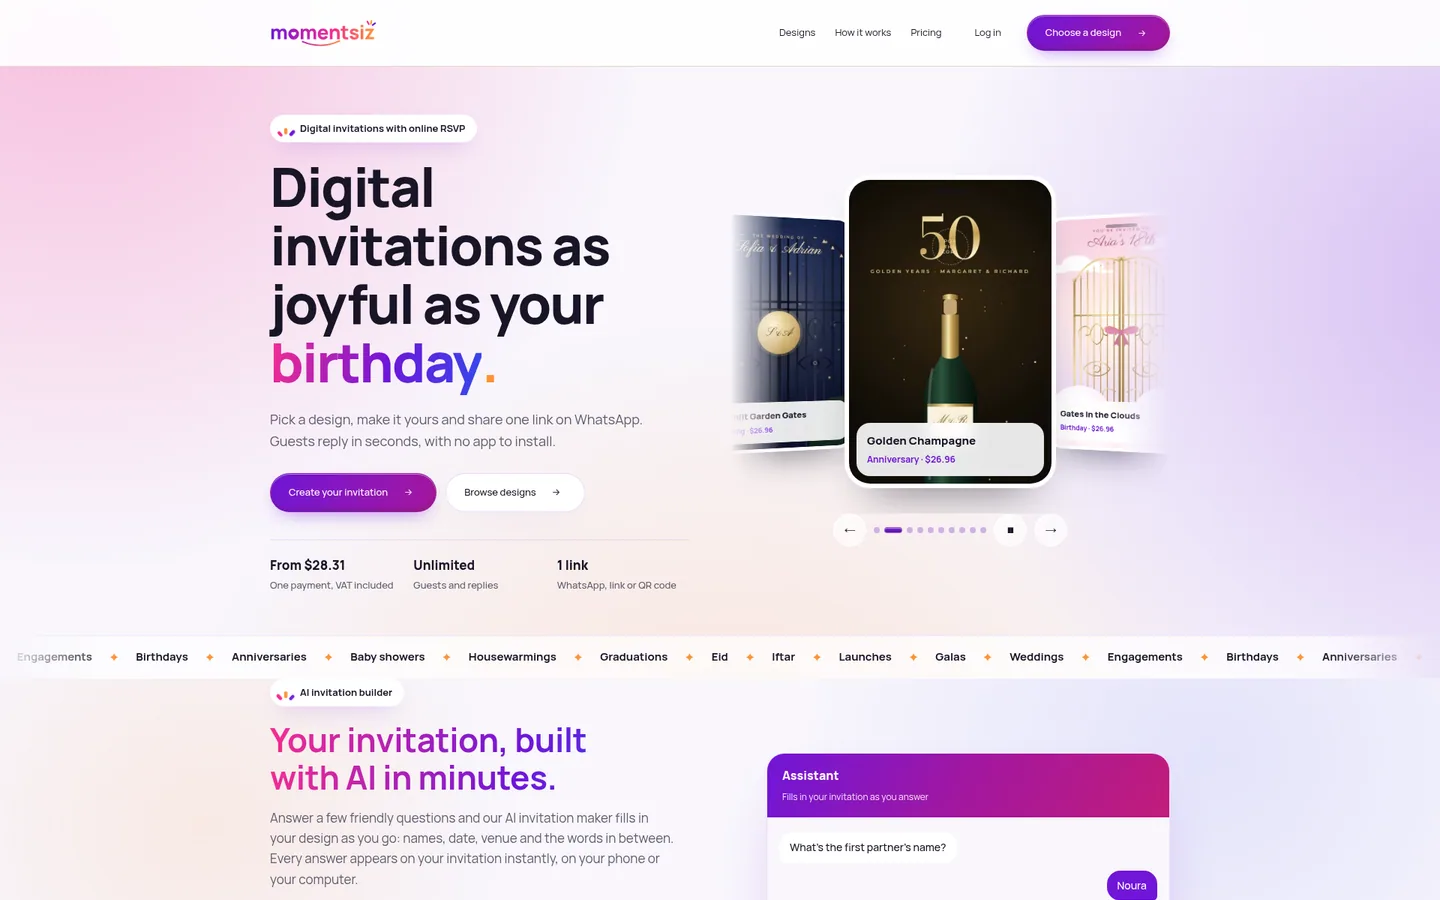 momentsiz
Designs
How it works
Pricing
Log in
Choose a design →
Digital invitations with online RSVP
Digital
invitations as
joyful as your
birthday.
Pick a design, make it yours and share one link on WhatsApp.
Guests reply in seconds, with no app to install.
Create your invitation →
Browse designs →
From $28.31
One payment, VAT included
Unlimited
Guests and replies
1 link
WhatsApp, link or QR code
THE WEDDING OF
Sofia & Adrian
S&A
Garden Gates
$26.96
50
GOLDEN YEARS · MARGARET & RICHARD
M&R
Golden Champagne
Anniversary · $26.96
Aria's 18th
Gates in the Clouds
Birthday · $26.96
← →
Engagements ✦ Birthdays ✦ Anniversaries ✦ Baby showers ✦ Housewarmings ✦ Graduations ✦ Eid ✦ Iftar ✦ Launches ✦ Galas ✦ Weddings ✦ Engagements ✦ Birthdays ✦ Anniversaries ✦
AI invitation builder
Your invitation, built
with AI in minutes.
Answer a few friendly questions and our AI invitation maker fills in
your design as you go: names, date, venue and the words in between.
Every answer appears on your invitation instantly, on your phone or
your computer.
Assistant
Fills in your invitation as you answer
What's the first partner's name?
Noura